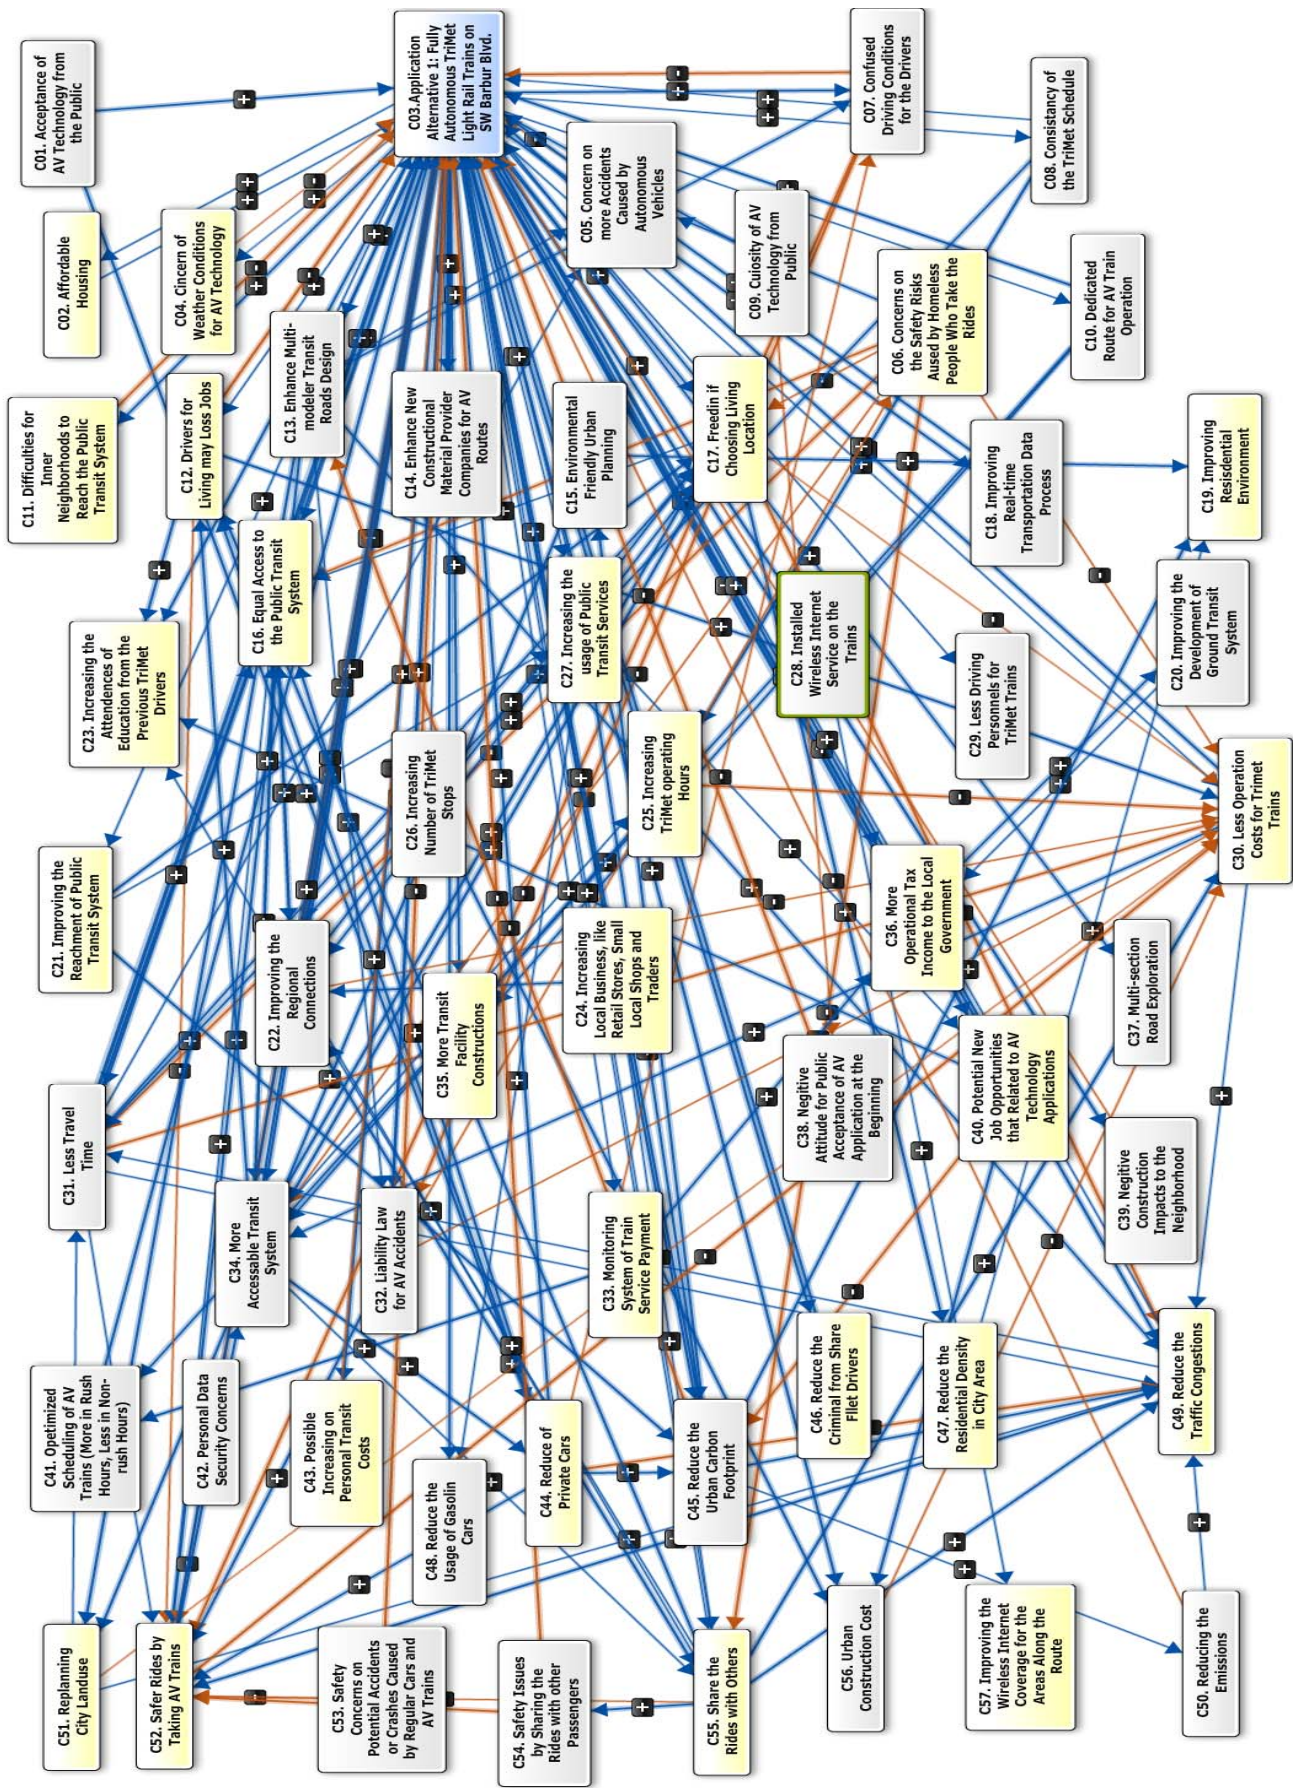 C01. Acceptance of
AV Technology from
the Public
C02. Affordable
Housing
C03.Application
Alternative 1: Fully
Autonomous TriMet
Light Rail Trains on
SW Barbur Blvd.
C04. Cincern of
Weather Conditions
for AV Technology
C05. Concern on
more Accidents
Caused by
Autonomous
Vehicles
C06. Concerns on
the Safety Risks
Aused by Homeless
People Who Take the
Rides
C07. Confused
Driving Conditions
for the Drivers
C08. Consistancy of
the TriMet Schedule
C09. Cuiosity of AV
Technology from
Public
C10. Dedicated
Route for AV Train
Operation
C11. Difficulties for
Inner
Neighborhoods to
Reach the Public
Transit System
C12. Drivers for
Living may Loss Jobs
C13. Enhance Multi-
modeler Transit
Roads Design
C14. Enhance New
Constructional
Material Provider
Companies for AV
Routes
C15. Environmental
Friendly Urban
Planning
C16. Equal Access to
the Public Transit
System
C17. Freedin if
Choosing Living
Location
C18. Improving
Real-time
Transportation Data
Process
C19. Improving
Residential
Environment
C20. Improving the
Development of
Ground Transit
System
C21. Improving the
Reachment of Public
Transit System
C22. Improving the
Regional
Connections
C23. Increasing the
Attendences of
Education from the
Previous TriMet
Drivers
C24. Increasing
Local Business, like
Retail Stores, Small
Local Shops and
Traders
C25. Increasing
TriMet operating
Hours
C26. Increasing
Number of TriMet
Stops
C27. Increasing the
usage of Public
Transit Services
C28. Installed
Wireless Internet
Service on the
Trains
C29. Less Driving
Personnels for
TriMet Trains
C30. Less Operation
Costs for Trimet
Trains
C31. Less Travel
Time
C32. Liability Law
for AV Accidents
C33. Monitoring
System of Train
Service Payment
C34. More
Accessable Transit
System
C35. More Transit
Facility
Constructions
C36. More
Operational Tax
Income to the Local
Government
C37. Multi-section
Road Exploration
C38. Negitive
Attitude for Public
Acceptance of AV
Application at the
Beginning
C39. Negitive
Construction
Impacts to the
Neighborhood
C40. Potential New
Job Opportunities
that Related to AV
Technology
Applications
C41. Opetimized
Scheduling of AV
Trains (More in Rush
Hours, Less in Non-
rush Hours)
C42. Personal Data
Security Concerns
C43. Possible
Increasing on
Personal Transit
Costs
C44. Reduce of
Private Cars
C45. Reduce the
Urban Carbon
Footprint
C46. Reduce the
Criminal from Share
Fllet Drivers
C47. Reduce the
Residential Density
in City Area
C48. Reduce the
Usage of Gasolin
Cars
C49. Reduce the
Traffic Congestions
C50. Reducing the
Emissions
C51. Replanning
City Landuse
C52. Safer Rides by
Taking AV Trains
C53. Safety
Concerns on
Potential Accidents
or Crashes Caused
by Regular Cars and
AV Trains
C54. Safety Issues
by Sharing the
Rides with other
Passengers
C55. Share the
Rides with Others
C56. Urban
Construction Cost
C57. Improving the
Wireless Internet
Coverage for the
Areas Along the
Route